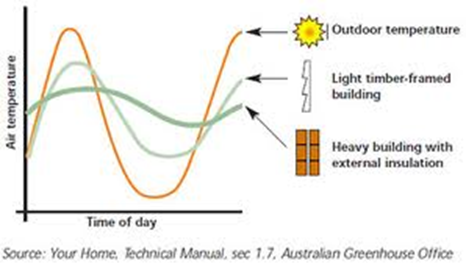 Air temperature
Outdoor temperature
Light timber-framed
building
Heavy building with
external insulation
Time of day
Source: Your Home, Technical Manual, sec 1.7, Australian Greenhouse Office